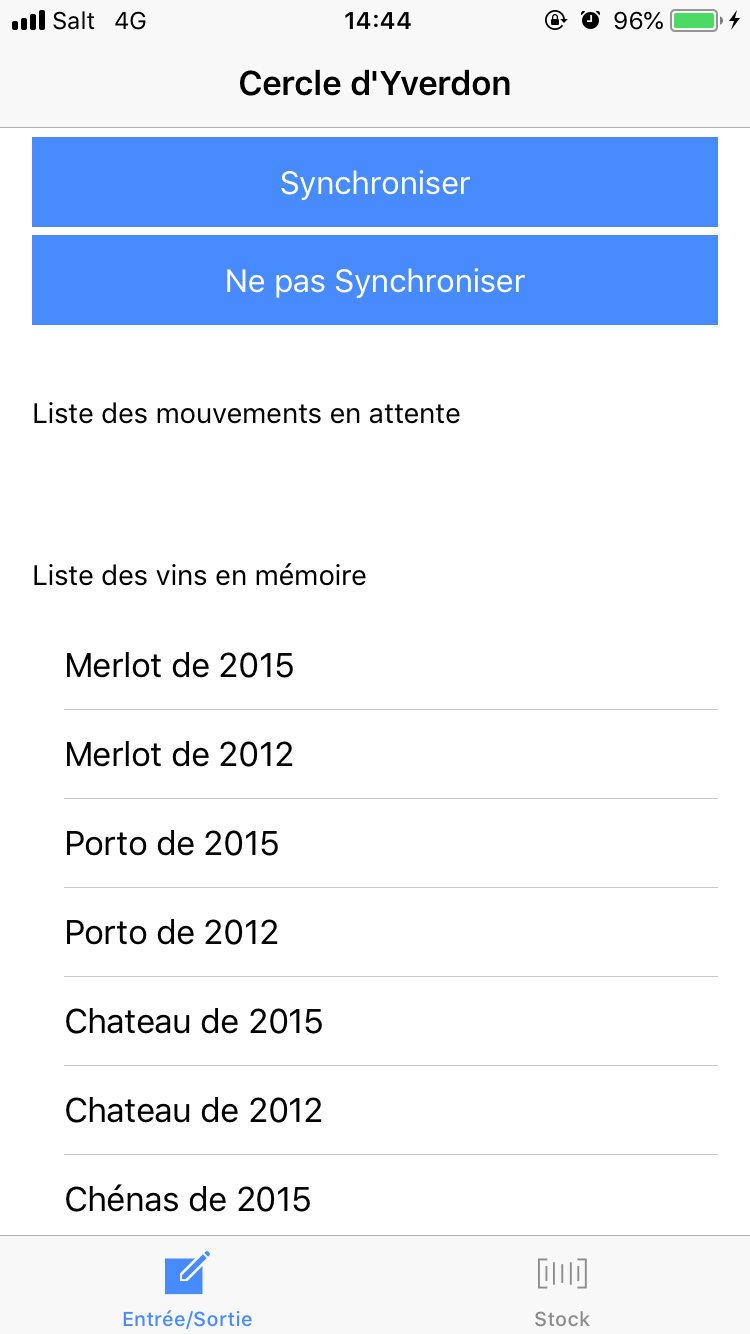 Salt 4G 14:44 96%
Cercle d'Yverdon
Synchroniser
Ne pas Synchroniser
Liste des mouvements en attente
Liste des vins en mémoire
Merlot de 2015
Merlot de 2012
Porto de 2015
Porto de 2012
Chateau de 2015
Chateau de 2012
Chénas de 2015
Entrée/Sortie Stock